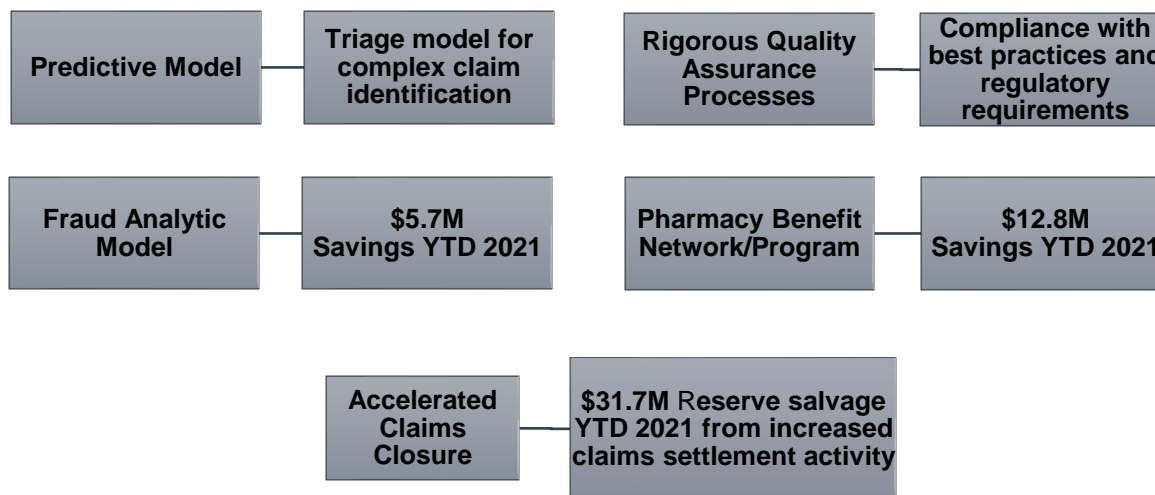 Predictive Model
Triage model for
complex claim
identification
Rigorous Quality
Assurance
Processes
Compliance with
best practices and
regulatory
requirements
Fraud Analytic
Model
$5.7M
Savings YTD 2021
Pharmacy Benefit
Network/Program
$12.8M
Savings YTD 2021
Accelerated
Claims
Closure
$31.7M Reserve salvage
YTD 2021 from increased
claims settlement activity